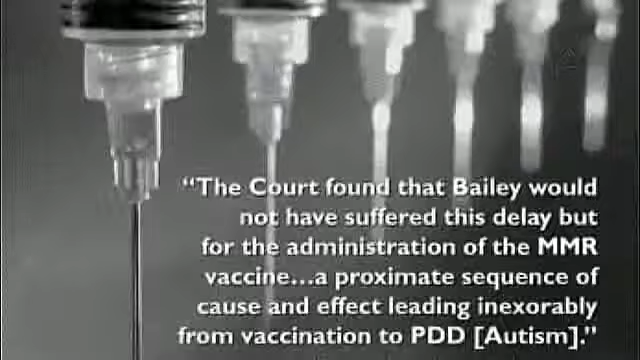 “The Court found that Bailey would
not have suffered this delay but
for the administration of the MMR
vaccine...a proximate sequence of
cause and effect leading inexorably
from vaccination to PDD [Autism].”